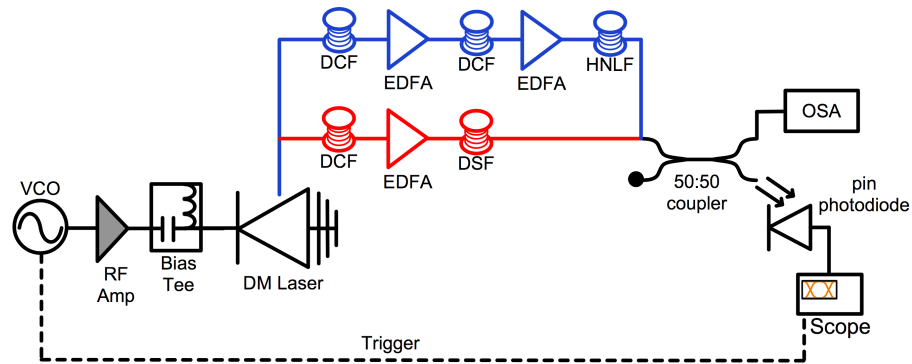 DCF
EDFA
DCF
EDFA
HNLF
DCF
EDFA
DSF
OSA
50:50
coupler
pin
photodiode
VCO
RF
Amp
Bias
Tee
DM Laser
Scope
Trigger